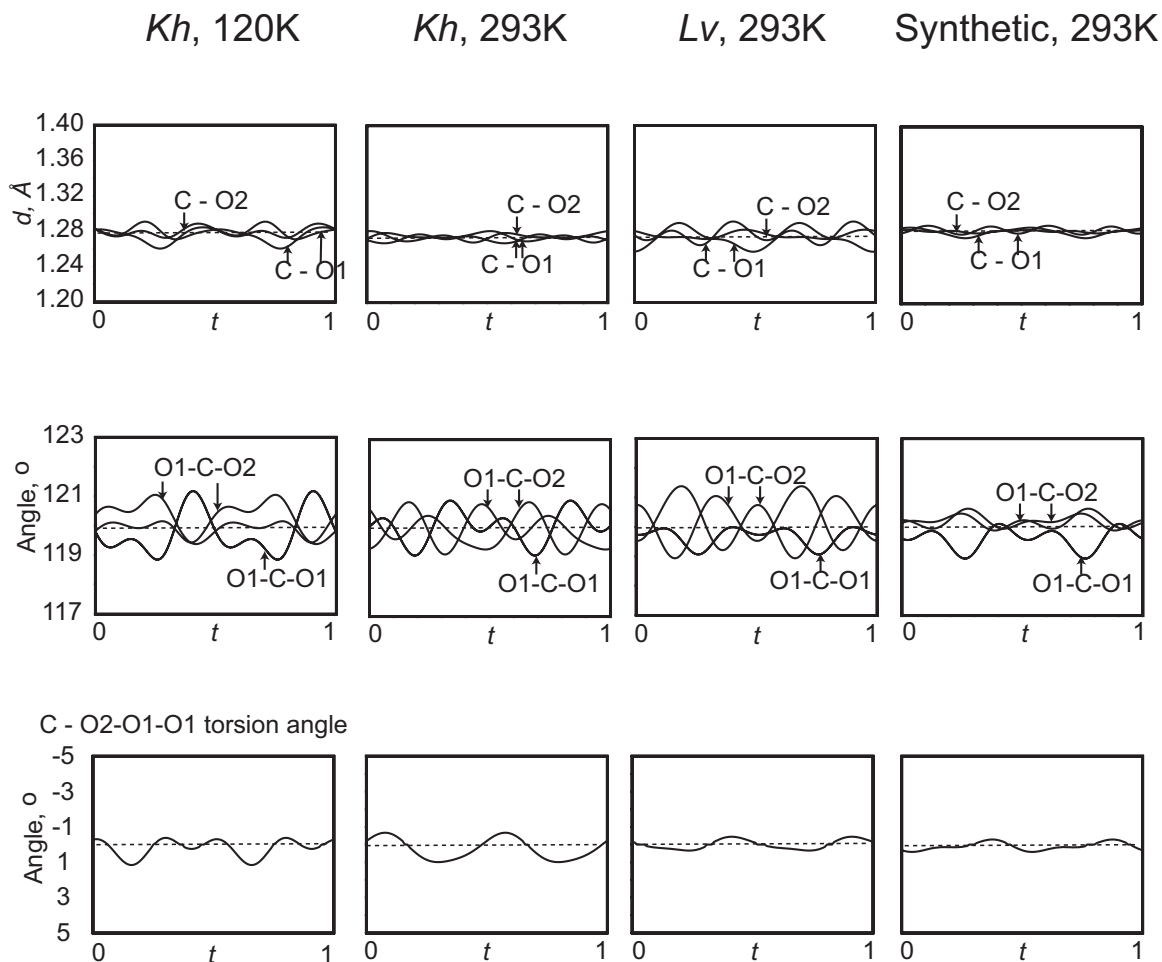 Kh, 120K Kh, 293K Lv, 293K Synthetic, 293K
d, Å
1.40
1.36
1.32
1.28
1.24
1.20
C - O2
C - O1
0 t 1
C - O2
C - O1
0 t 1
C - O2
C - O1
0 t 1
C - O2
C - O1
0 t 1
Angle, o
123
121
119
117
O1-C-O2
O1-C-O1
0 t 1
O1-C-O2
O1-C-O1
0 t 1
O1-C-O2
O1-C-O1
0 t 1
O1-C-O2
O1-C-O1
0 t 1
C - O2-O1-O1 torsion angle
Angle, o
-5
-3
-1
1
3
5
0 t 1
0 t 1
0 t 1
0 t 1